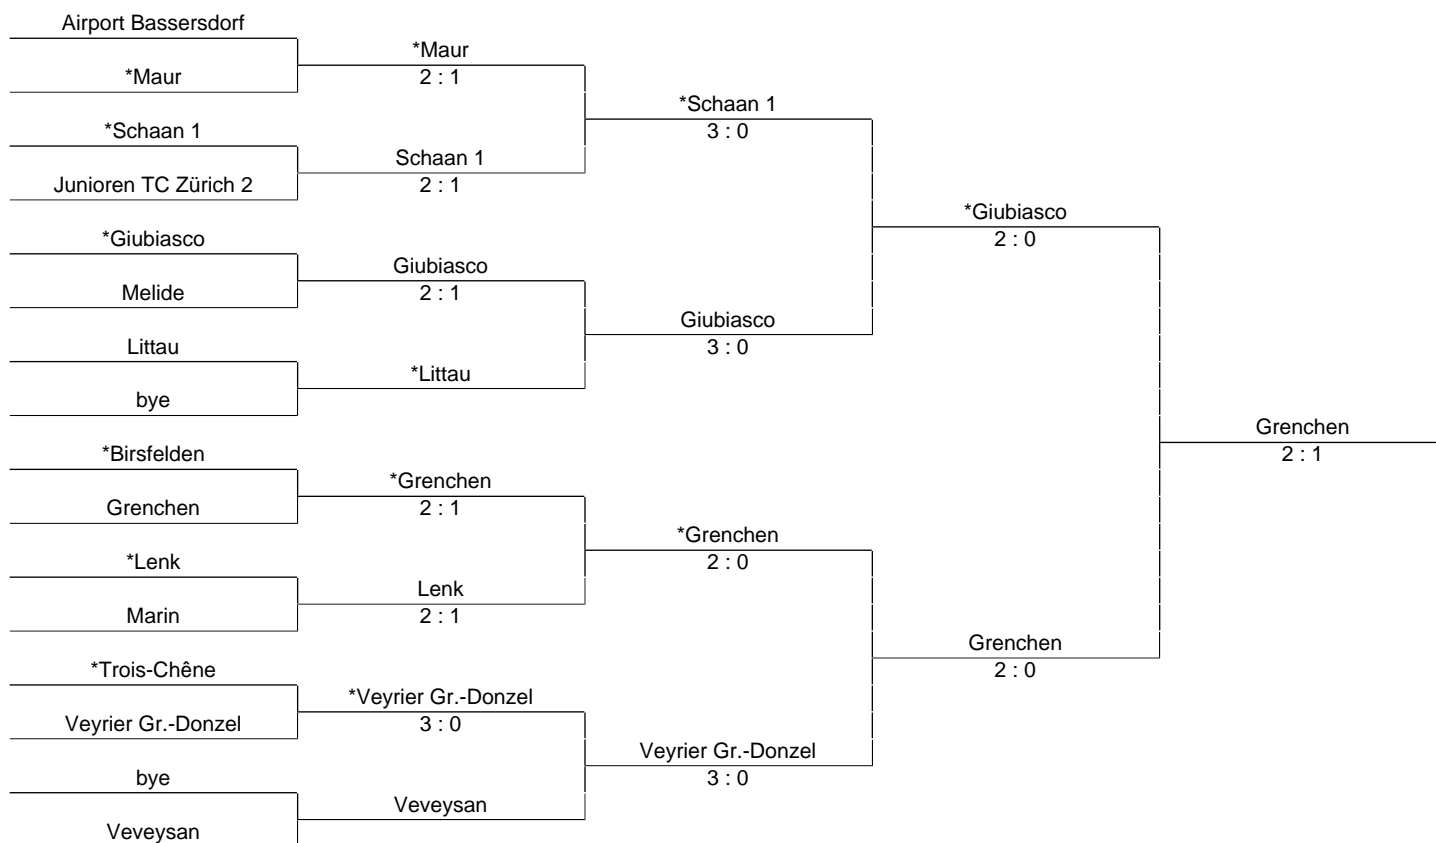 Airport Bassersdorf
*Maur
*Schaan 1
Junioren TC Zürich 2
*Giubiasco
Melide
Littau
bye
*Birsfelden
Grenchen
*Lenk
Marin
*Trois-Chêne
Veyrier Gr.-Donzel
bye
Veveysan
*Maur
2 : 1
Schaan 1
2 : 1
Giubiasco
2 : 1
*Littau
*Grenchen
2 : 1
Lenk
2 : 1
*Veyrier Gr.-Donzel
3 : 0
Veveysan
*Schaan 1
3 : 0
Giubiasco
3 : 0
*Grenchen
2 : 0
Veyrier Gr.-Donzel
3 : 0
*Giubiasco
2 : 0
Grenchen
2 : 0
Grenchen
2 : 1